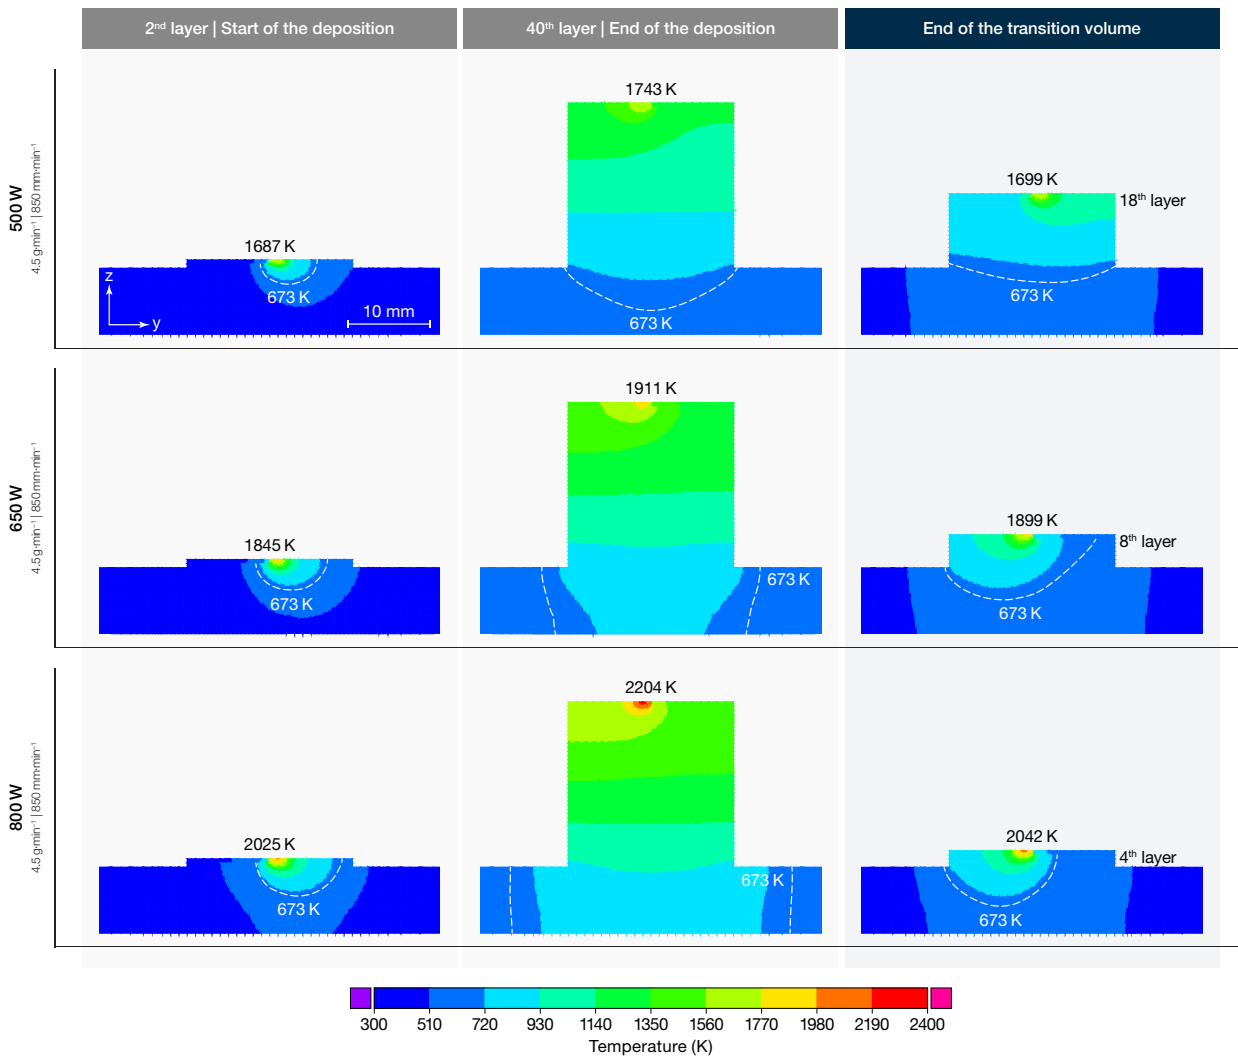 2nd layer | Start of the deposition
40th layer | End of the deposition
End of the transition volume
500 W
4.5 g·min⁻¹ | 850 mm·min⁻¹
1687 K
673 K
z
y
10 mm
1743 K
673 K
1699 K
18th layer
673 K
650 W
4.5 g·min⁻¹ | 850 mm·min⁻¹
1845 K
673 K
1911 K
673 K
1899 K
8th layer
673 K
800 W
4.5 g·min⁻¹ | 850 mm·min⁻¹
2025 K
673 K
2204 K
673 K
2042 K
4th layer
673 K
300 510 720 930 1140 1350 1560 1770 1980 2190 2400
Temperature (K)